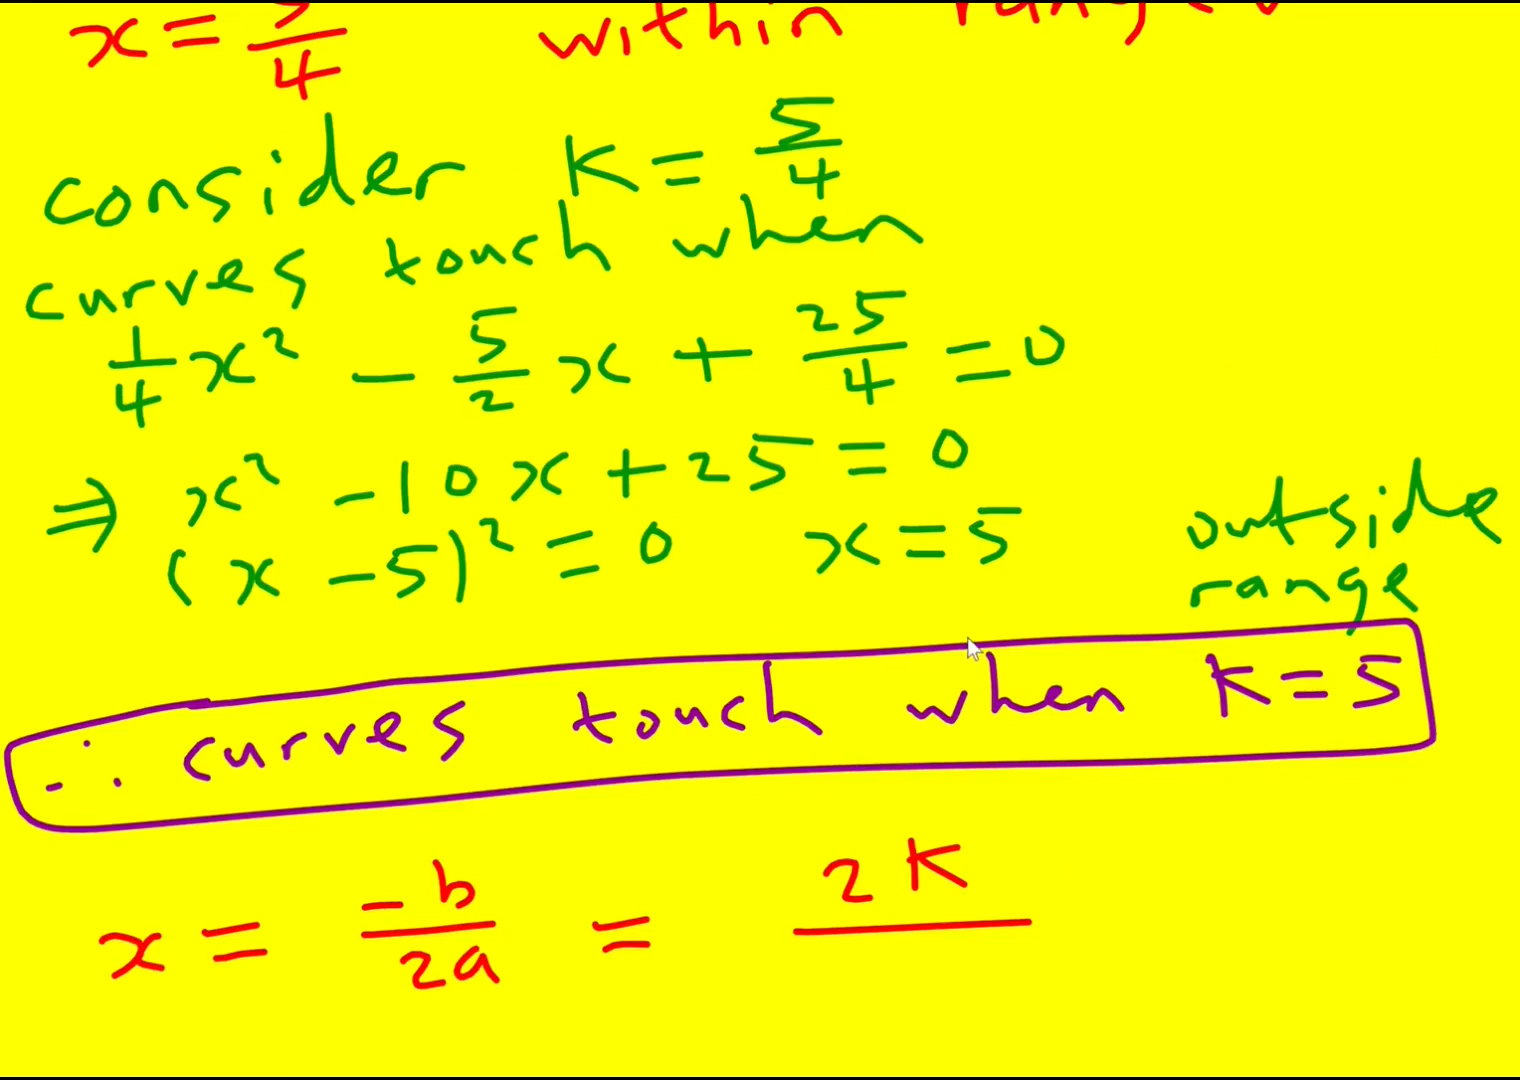 x = 5/4 within range
consider K = 5/4
curves touch when
1/4 x² - 5/2 x + 25/4 = 0
⇒ x² - 10x + 25 = 0
(x - 5)² = 0 x = 5 outside range
∴ curves touch when K = 5
x = -b/2a = 2K